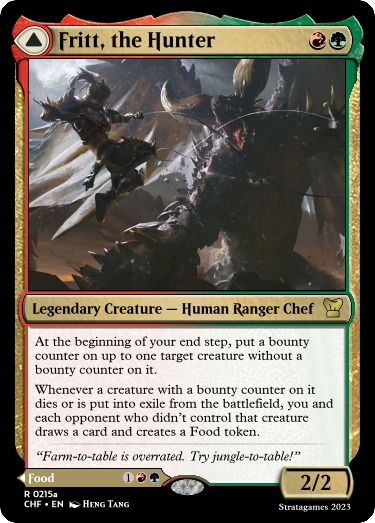 Fritt, the Hunter
Legendary Creature — Human Ranger Chef
At the beginning of your end step, put a bounty
counter on up to one target creature without a
bounty counter on it.
Whenever a creature with a bounty counter on it
dies or is put into exile from the battlefield, you and
each opponent who didn't control that creature
draws a card and creates a Food token.
“Farm-to-table is overrated. Try jungle-to-table!”
Food 1
2/2
R 0215a
CHF • EN Heng Tang
Stratagames 2023